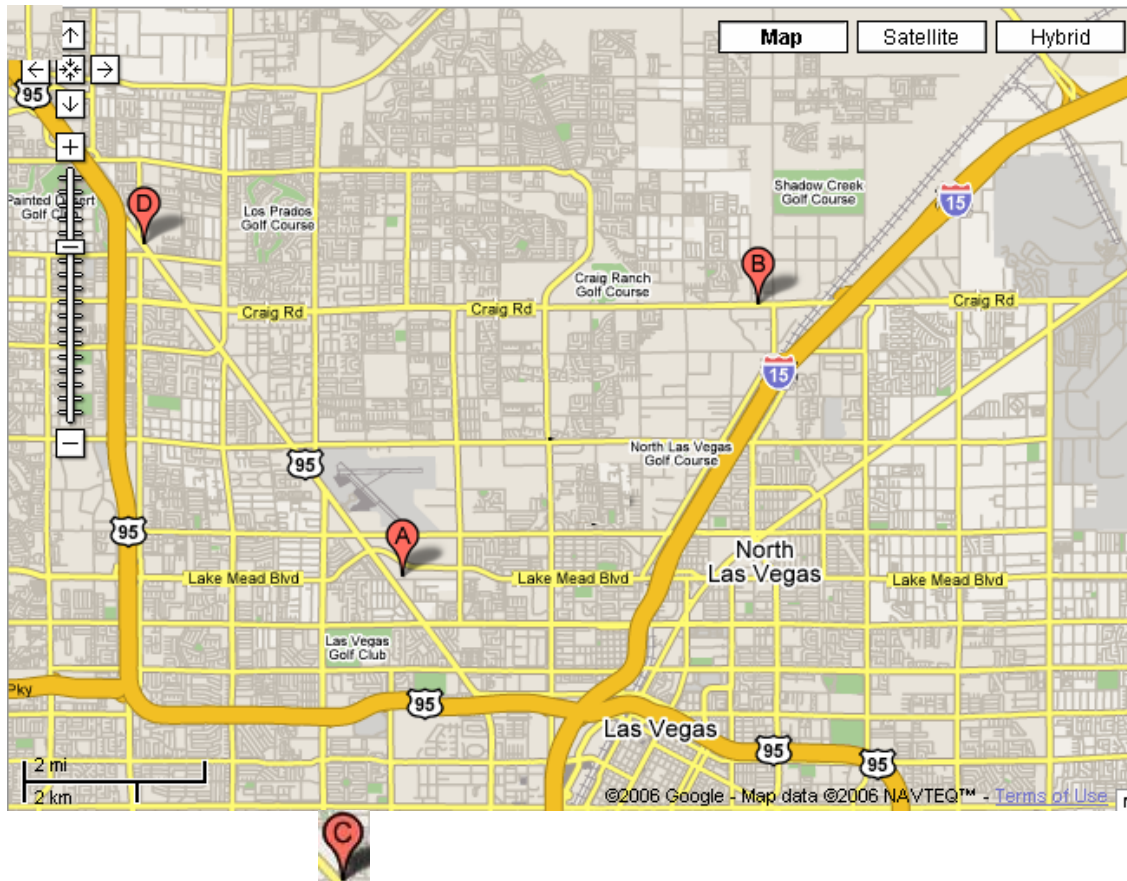 Map Satellite Hybrid
95
Painted Desert
Golf Co
D
Los Prados
Golf Course
Shadow Creek
Golf Course
15
B
Craig Ranch
Golf Course
Craig Rd
Craig Rd
Craig Rd
15
North Las Vegas
Golf Course
95
95
A
North
Las Vegas
Lake Mead Blvd
Lake Mead Blvd
Lake Mead Blvd
Las Vegas
Golf Club
Pky
95
Las Vegas
95
95
2 mi
2 km
©2006 Google - Map data ©2006 NAVTEQ™ - Terms of Use
C